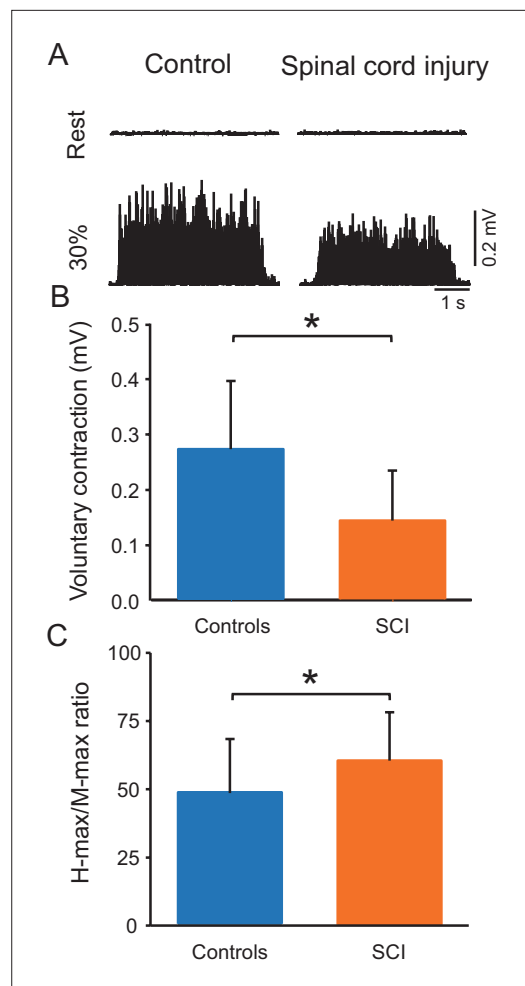 A
Control Spinal cord injury
Rest
30%
0.2 mV
1 s
B
Voluntary contraction (mV)
0.5
0.4
0.3
0.2
0.1
0.0
*
Controls SCI
C
H-max/M-max ratio
100
75
50
25
0
*
Controls SCI